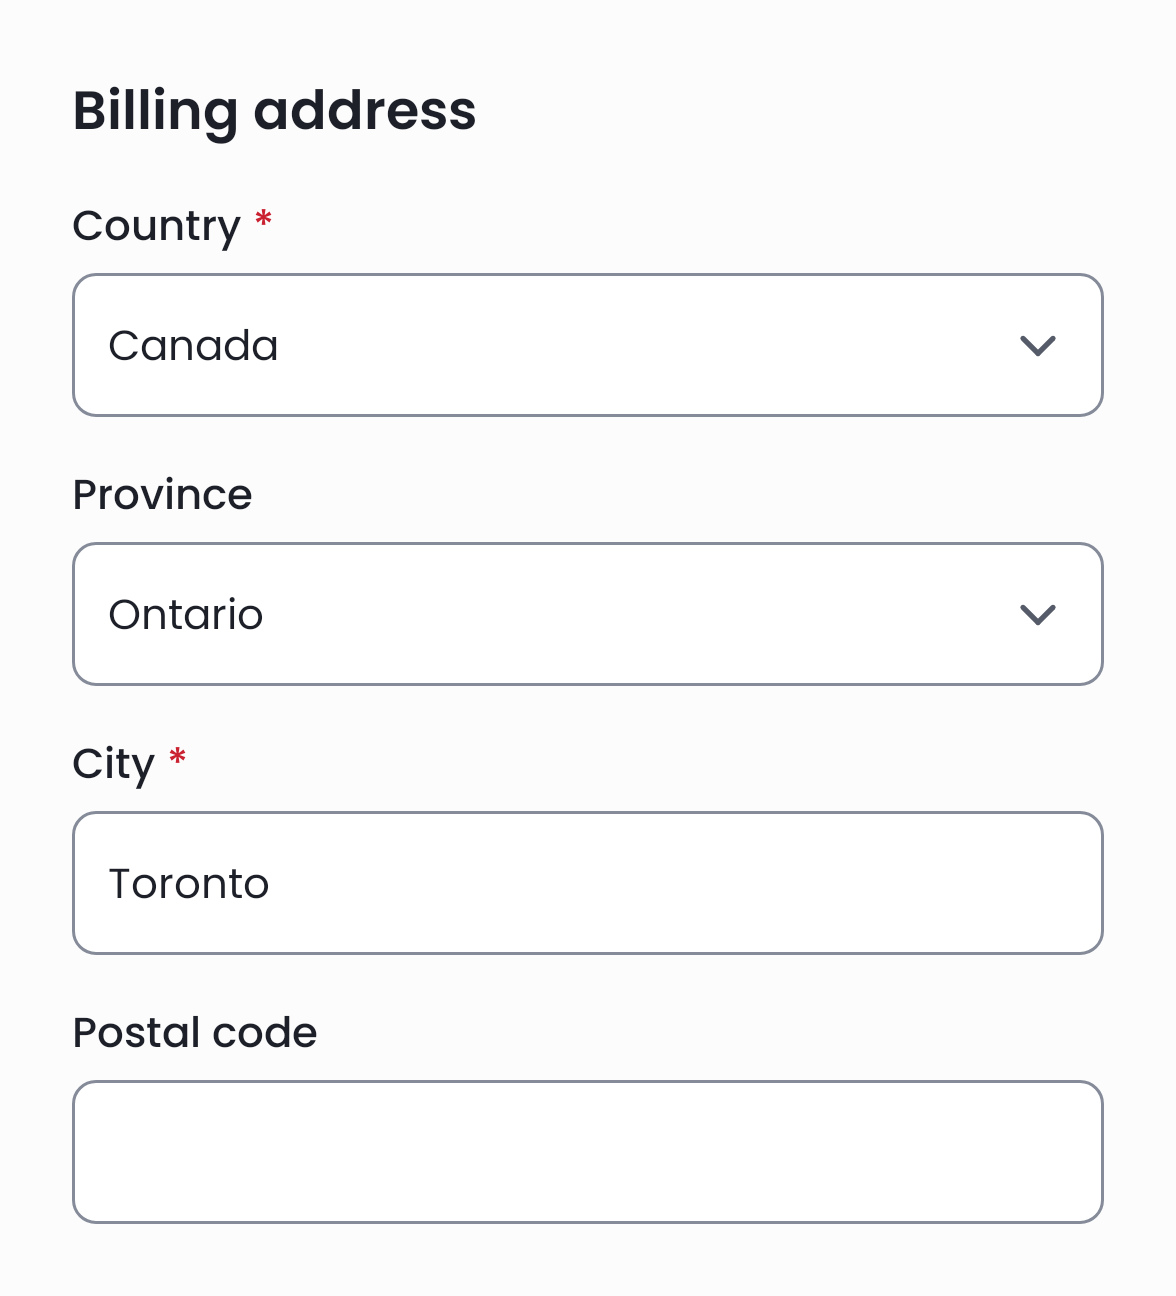 Billing address
Country *
Canada
Province
Ontario
City *
Toronto
Postal code